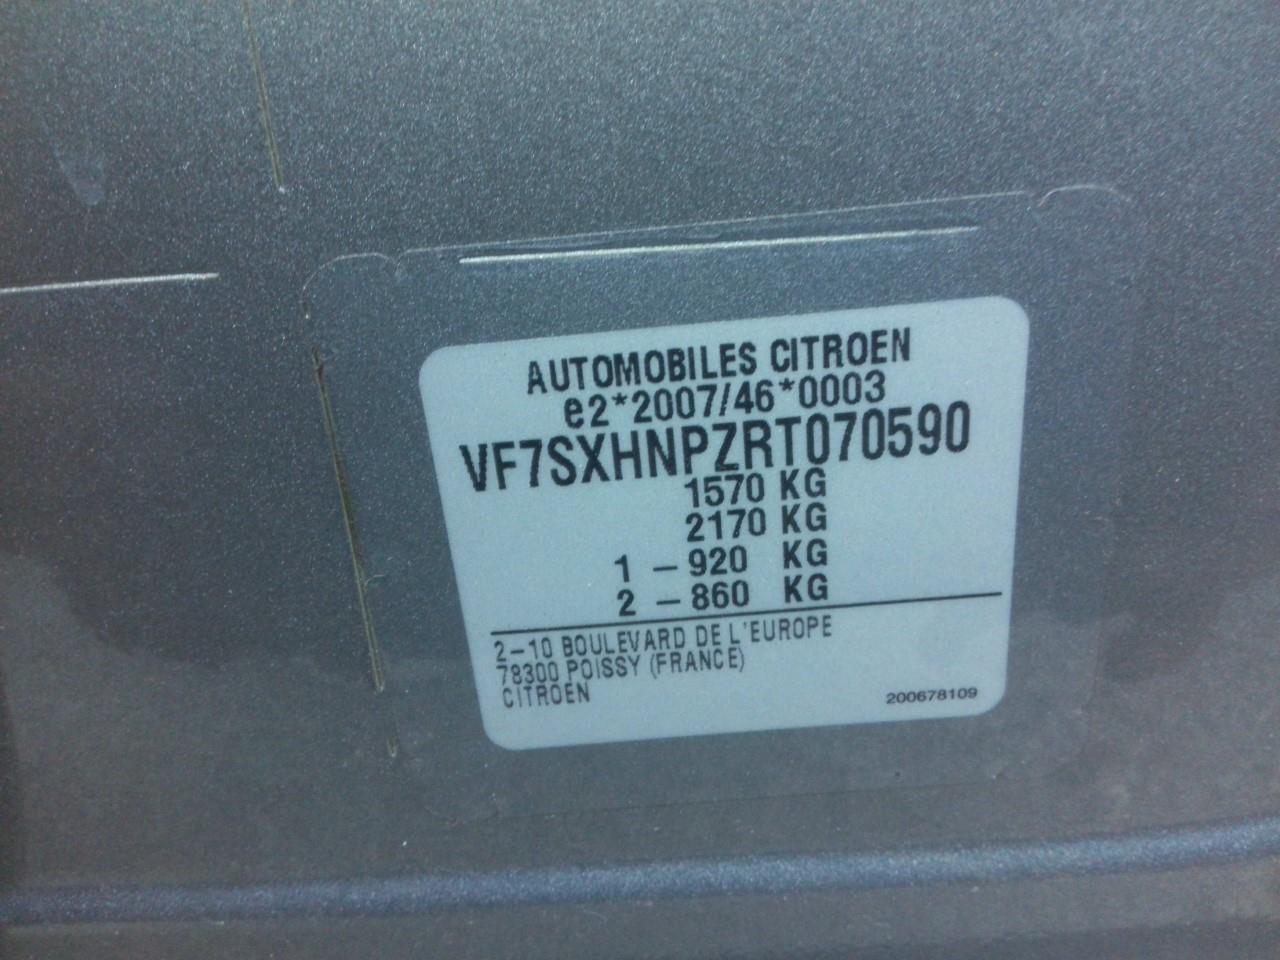 AUTOMOBILES CITROEN
e2*2007/46*0003
VF7SXHNPZRT070590
1570 KG
2170 KG
1 – 920 KG
2 – 860 KG
2–10 BOULEVARD DE L'EUROPE
78300 POISSY (FRANCE)
CITROEN
200678109